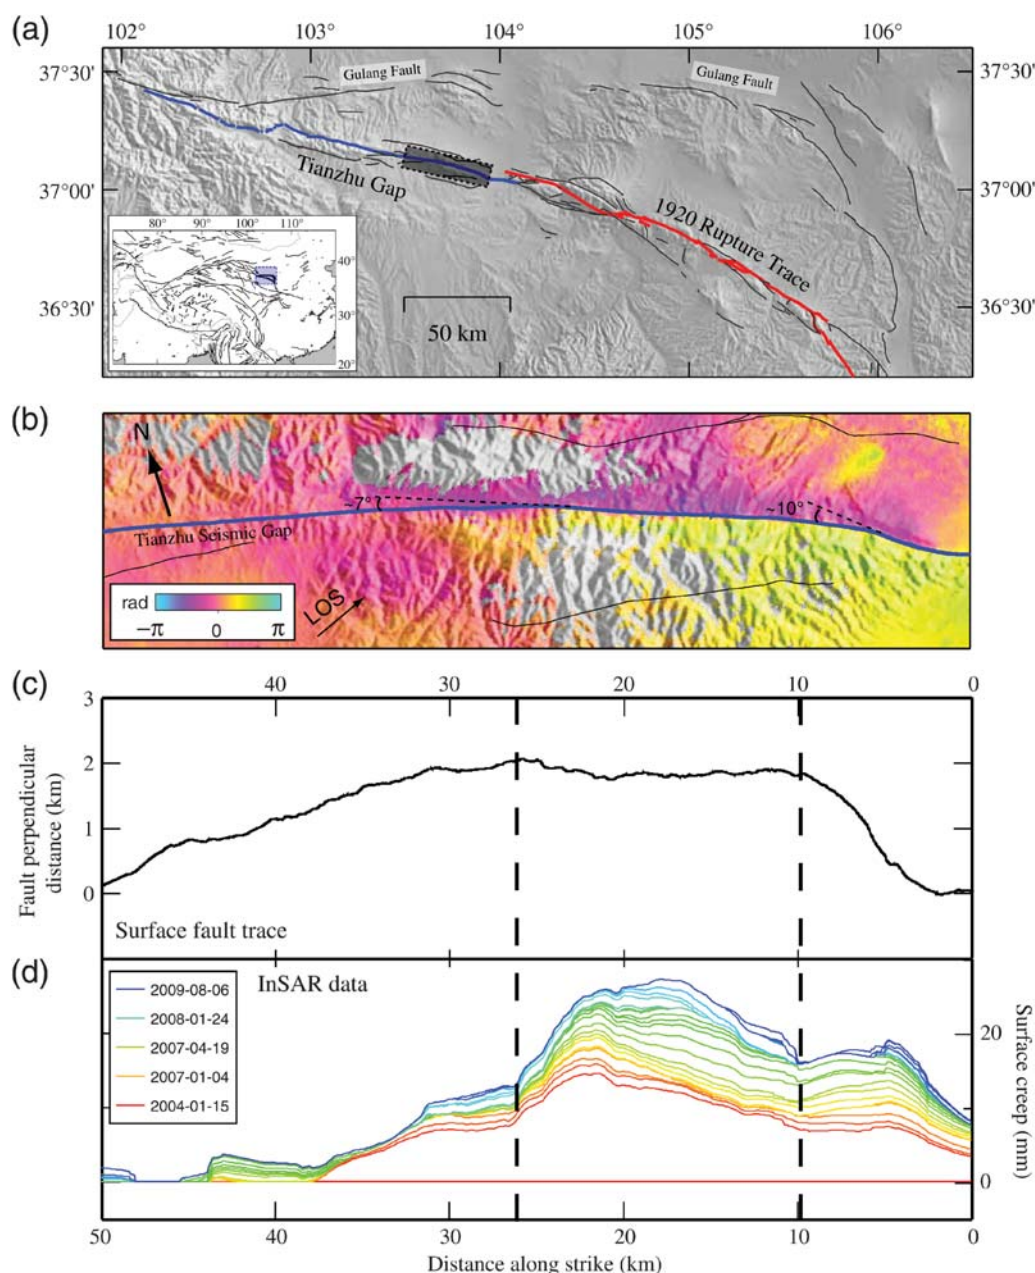 (a)
102° 103° 104° 105° 106°
37°30' 37°30'
Gulang Fault Gulang Fault
Tianzhu Gap
37°00' 37°00'
1920 Rupture Trace
80° 90° 100° 110°
40°
30°
20°
36°30' 36°30'
50 km
(b)
N
~7° ~10°
Tianzhu Seismic Gap
rad
−π 0 π
LOS
(c)
40 30 20 10 0
3
2
1
0
Fault perpendicular
distance (km)
Surface fault trace
(d)
InSAR data
2009-08-06
2008-01-24
2007-04-19
2007-01-04
2004-01-15
20
10
0
Surface creep (mm)
50 40 30 20 10 0
Distance along strike (km)